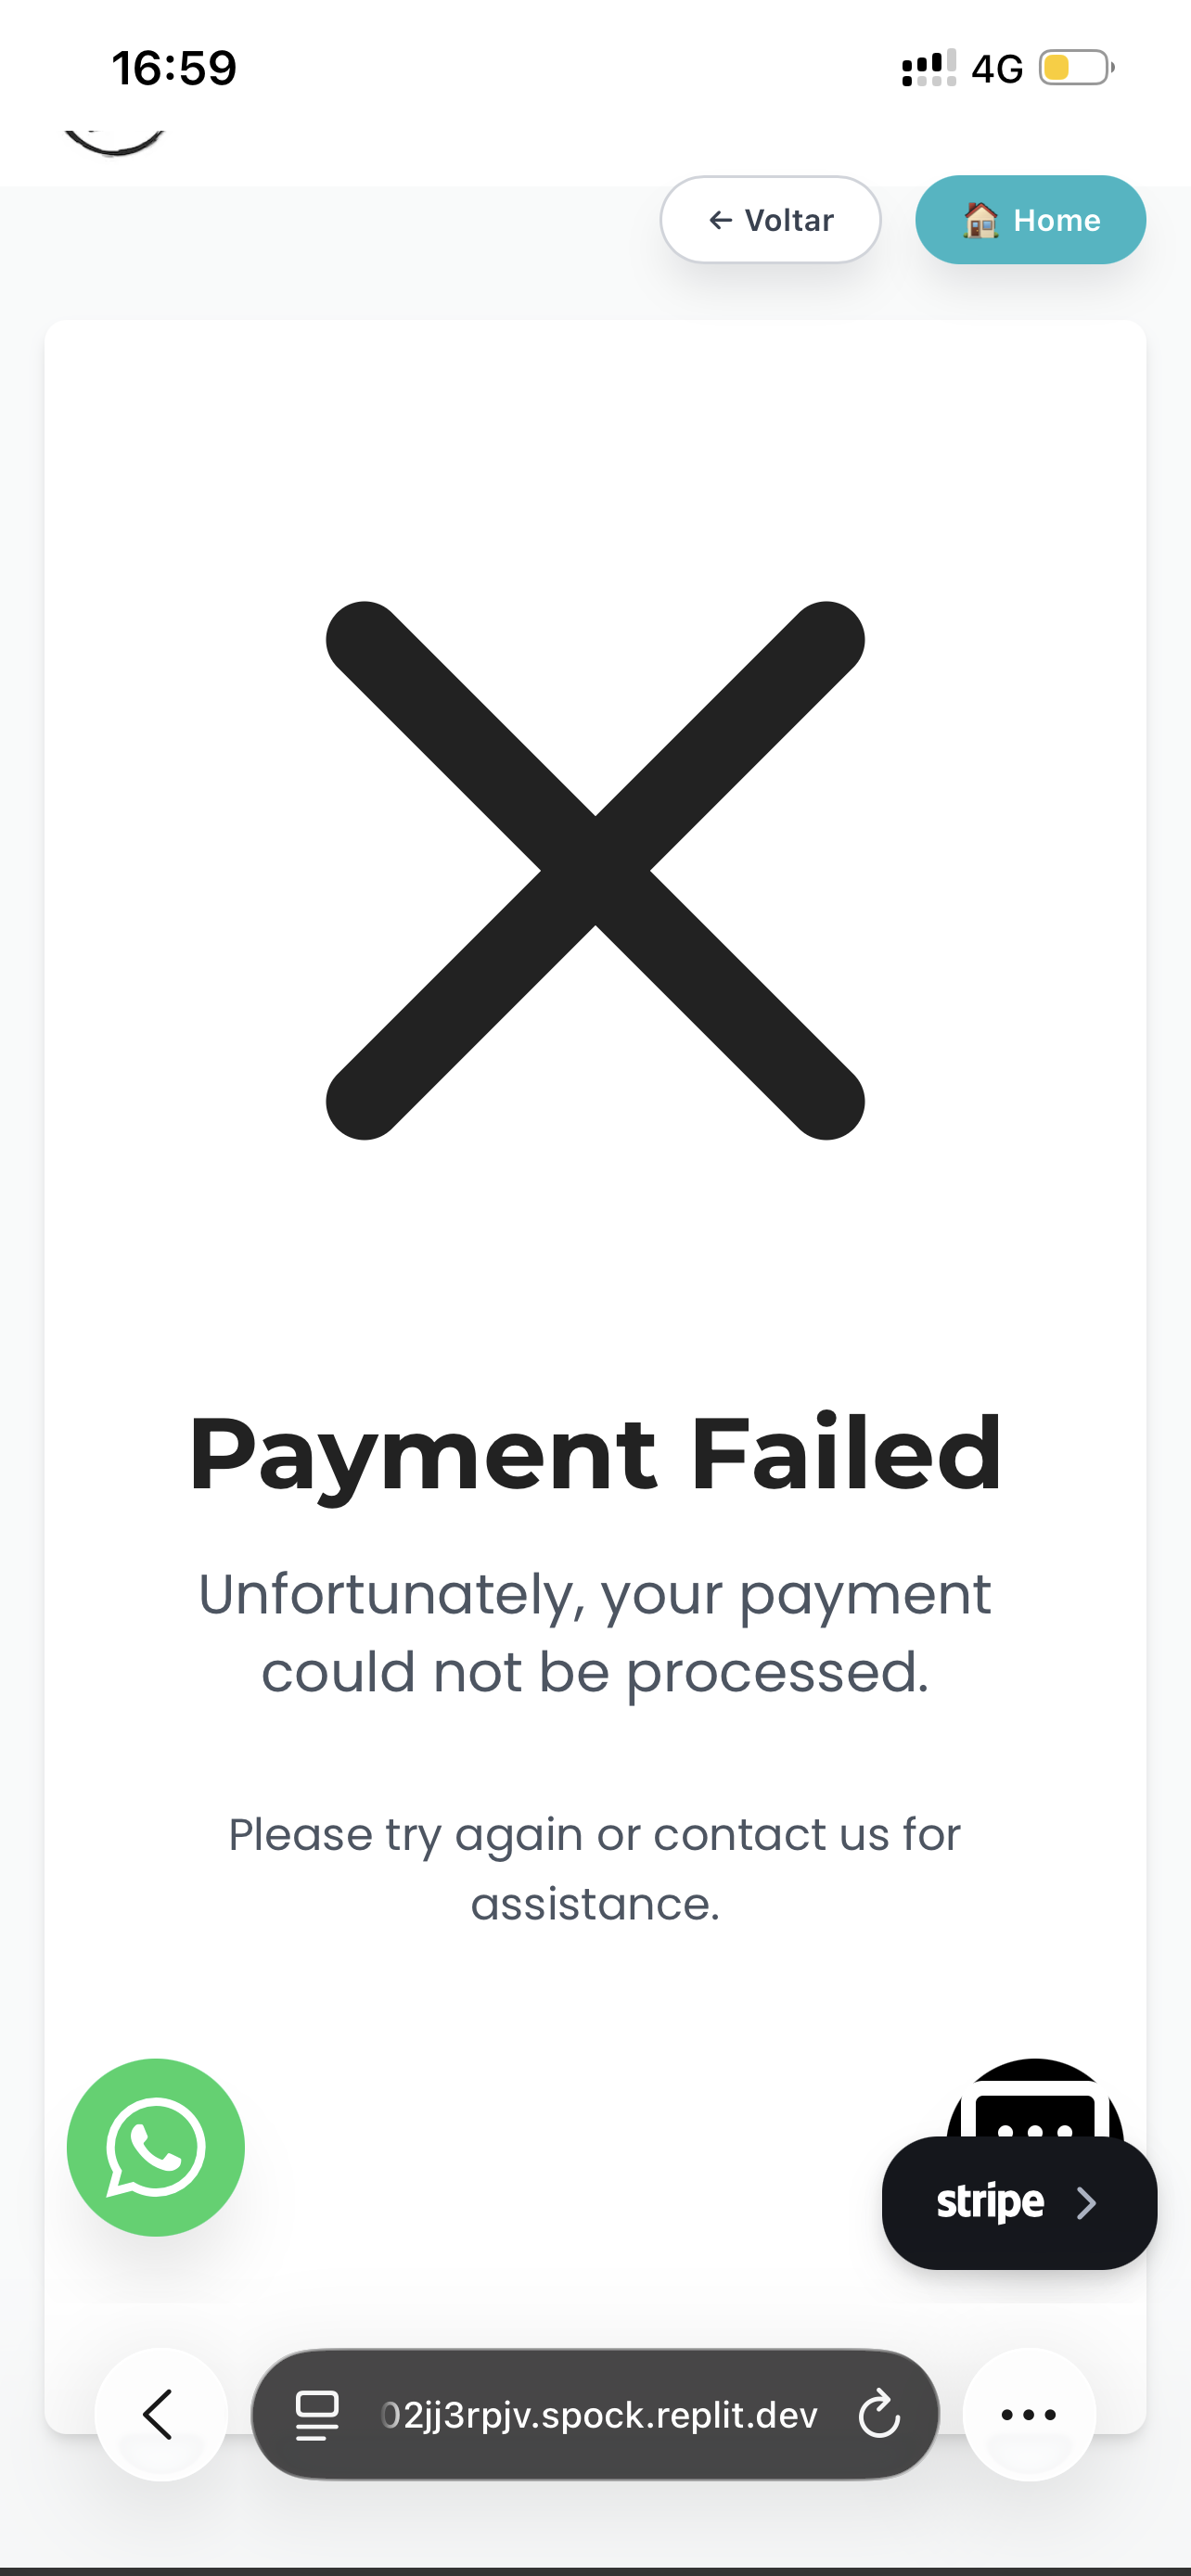 16:59
4G
← Voltar
Home
Payment Failed
Unfortunately, your payment
could not be processed.
Please try again or contact us for
assistance.
stripe
02jj3rpjv.spock.replit.dev